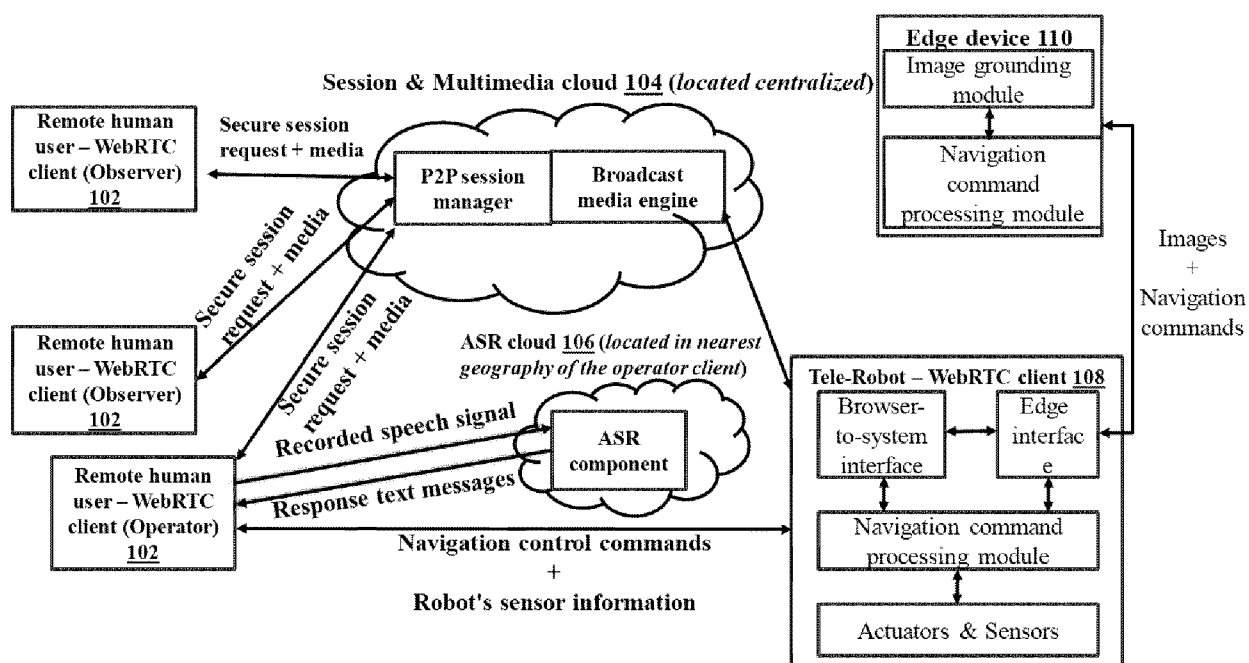 Edge device 110
Image grounding
module
Navigation
command
processing module
Session & Multimedia cloud 104 (located centralized)
P2P session
manager
Broadcast
media engine
Remote human
user – WebRTC
client (Observer)
102
Secure session
request + media
Remote human
user – WebRTC
client (Observer)
102
Secure session
request + media
Secure session
request + media
Images
+
Navigation
commands
ASR cloud 106 (located in nearest
geography of the operator client)
ASR
component
Recorded speech signal
Response text messages
Remote human
user – WebRTC
client (Operator)
102
Navigation control commands
+
Robot's sensor information
Tele-Robot – WebRTC client 108
Browser-
to-system
interface
Edge
interfac
e
Navigation command
processing module
Actuators & Sensors